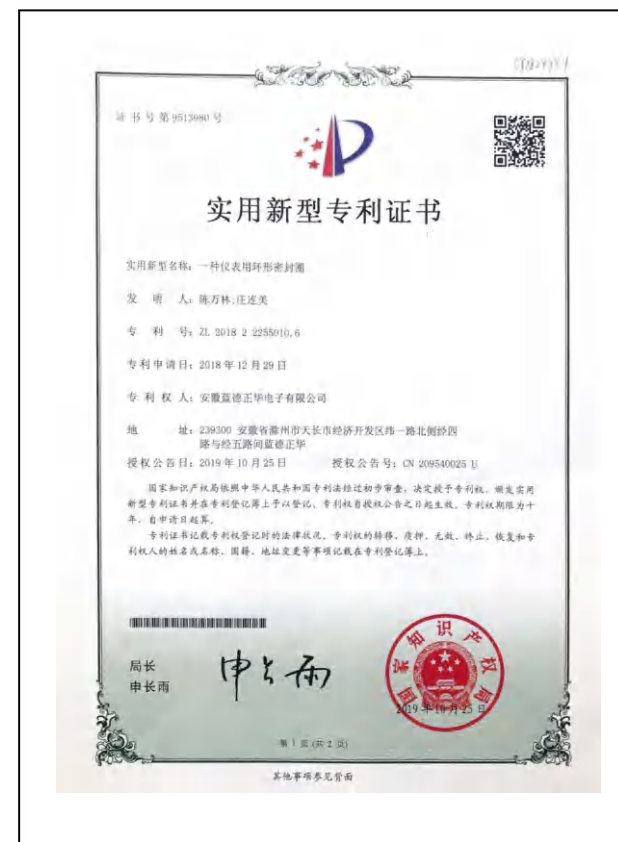 证书号第9513980号
实用新型专利证书
实用新型名称：一种仪表用环形密封圈
发 明 人：陈万林;汪连美
专 利 号：ZL 2018 2 2255010.6
专利申请日：2018年12月29日
专 利 权 人：安徽蓝德正华电子有限公司
地 址：239300 安徽省滁州市天长市经济开发区纬一路北侧经四
路与经五路间蓝德正华
授权公告日：2019年10月25日 授权公告号：CN 209540025 U
国家知识产权局依照中华人民共和国专利法经过初步审查，决定授予专利权，颁发实用
新型专利证书并在专利登记簿上予以登记。专利权自授权公告之日起生效。专利权期限为十
年，自申请日起算。
专利证书记载专利权登记时的法律状况。专利权的转移、质押、无效、终止、恢复和专
利权人的姓名或名称、国籍、地址变更等事项记载在专利登记簿上。
局长
申长雨
申长雨
国家知识产权局
2019年10月25日
第 1 页 (共 2 页)
其他事项参见背面